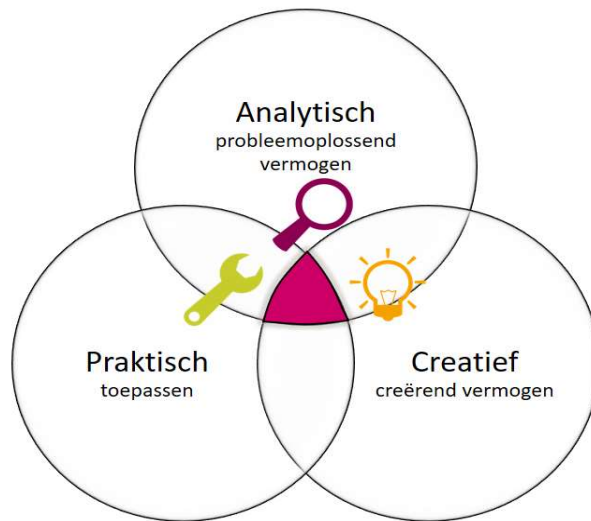 Analytisch
probleemoplossend
vermogen
Praktisch
toepassen
Creatief
creërend vermogen